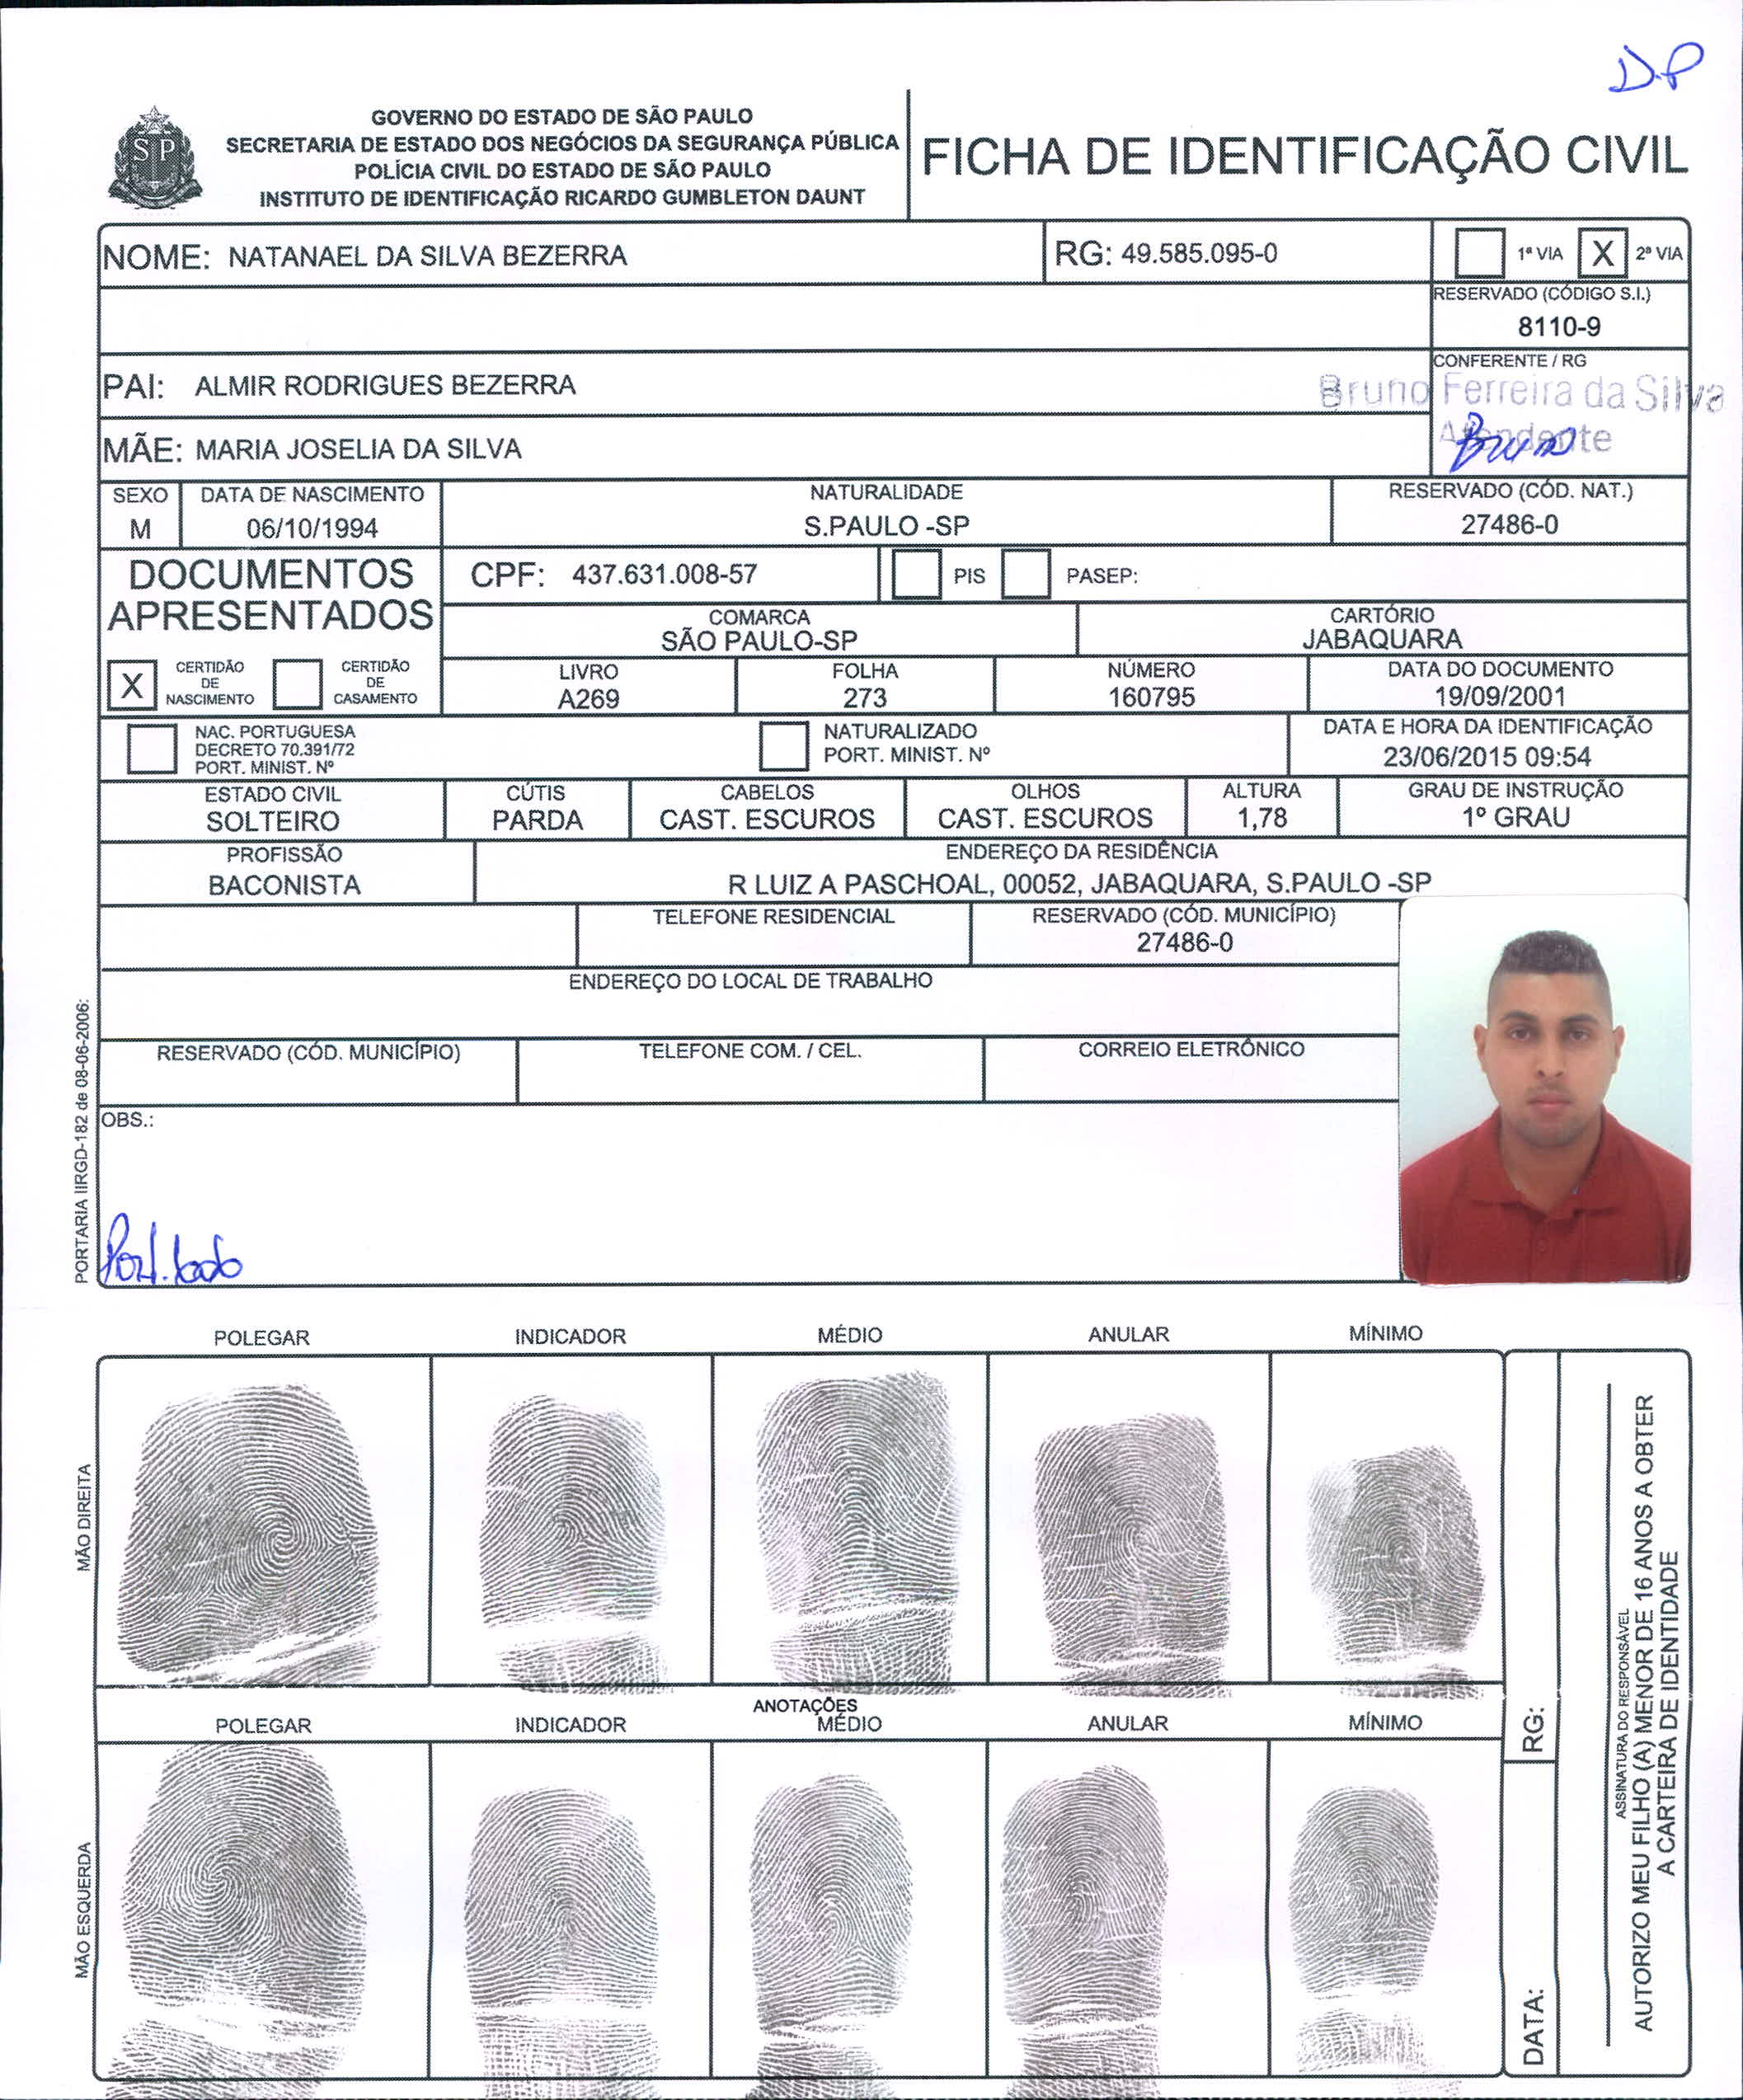 D.P
SP
GOVERNO DO ESTADO DE SÃO PAULO
SECRETARIA DE ESTADO DOS NEGÓCIOS DA SEGURANÇA PÚBLICA
POLÍCIA CIVIL DO ESTADO DE SÃO PAULO
INSTITUTO DE IDENTIFICAÇÃO RICARDO GUMBLETON DAUNT
FICHA DE IDENTIFICAÇÃO CIVIL
NOME: NATANAEL DA SILVA BEZERRA
RG: 49.585.095-0
1ª VIA X 2ª VIA
RESERVADO (CÓDIGO S.I.)
8110-9
PAI: ALMIR RODRIGUES BEZERRA
CONFERENTE / RG
Bruno Ferreira da Silva
Atendente
MÃE: MARIA JOSELIA DA SILVA
SEXO
M
DATA DE NASCIMENTO
06/10/1994
NATURALIDADE
S.PAULO -SP
RESERVADO (CÓD. NAT.)
27486-0
DOCUMENTOS
APRESENTADOS
CPF: 437.631.008-57
PIS
PASEP:
COMARCA
SÃO PAULO-SP
CARTÓRIO
JABAQUARA
X CERTIDÃO
DE
NASCIMENTO
CERTIDÃO
DE
CASAMENTO
LIVRO
A269
FOLHA
273
NÚMERO
160795
DATA DO DOCUMENTO
19/09/2001
NAC. PORTUGUESA
DECRETO 70.391/72
PORT. MINIST. Nº
NATURALIZADO
PORT. MINIST. Nº
DATA E HORA DA IDENTIFICAÇÃO
23/06/2015 09:54
ESTADO CIVIL
SOLTEIRO
CÚTIS
PARDA
CABELOS
CAST. ESCUROS
OLHOS
CAST. ESCUROS
ALTURA
1,78
GRAU DE INSTRUÇÃO
1º GRAU
PROFISSÃO
BACONISTA
ENDEREÇO DA RESIDÊNCIA
R LUIZ A PASCHOAL, 00052, JABAQUARA, S.PAULO -SP
TELEFONE RESIDENCIAL
RESERVADO (CÓD. MUNICÍPIO)
27486-0
ENDEREÇO DO LOCAL DE TRABALHO
RESERVADO (CÓD. MUNICÍPIO)
TELEFONE COM. / CEL.
CORREIO ELETRÔNICO
OBS.:
PORTARIA IIRGD-182 de 08-06-2006:
POLEGAR
INDICADOR
MÉDIO
ANULAR
MÍNIMO
MÃO DIREITA
ANOTAÇÕES
POLEGAR
INDICADOR
MÉDIO
ANULAR
MÍNIMO
MÃO ESQUERDA
RG:
DATA:
ASSINATURA DO RESPONSÁVEL
AUTORIZO MEU FILHO (A) MENOR DE 16 ANOS A OBTER
A CARTEIRA DE IDENTIDADE